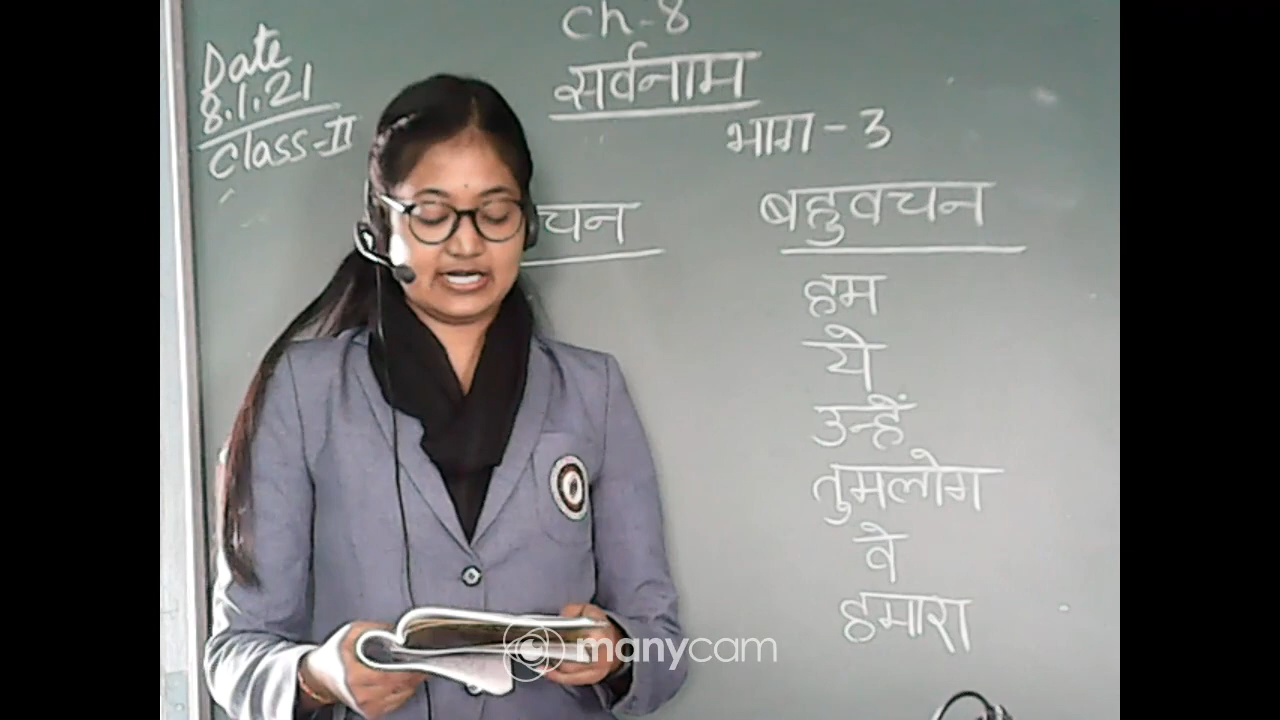 Ch-8
Date
8.1.21
Class-II
सर्वनाम
भाग-3
चन
बहुवचन
हम
ये
उन्हें
तुमलोग
वे
हमारा
manycam